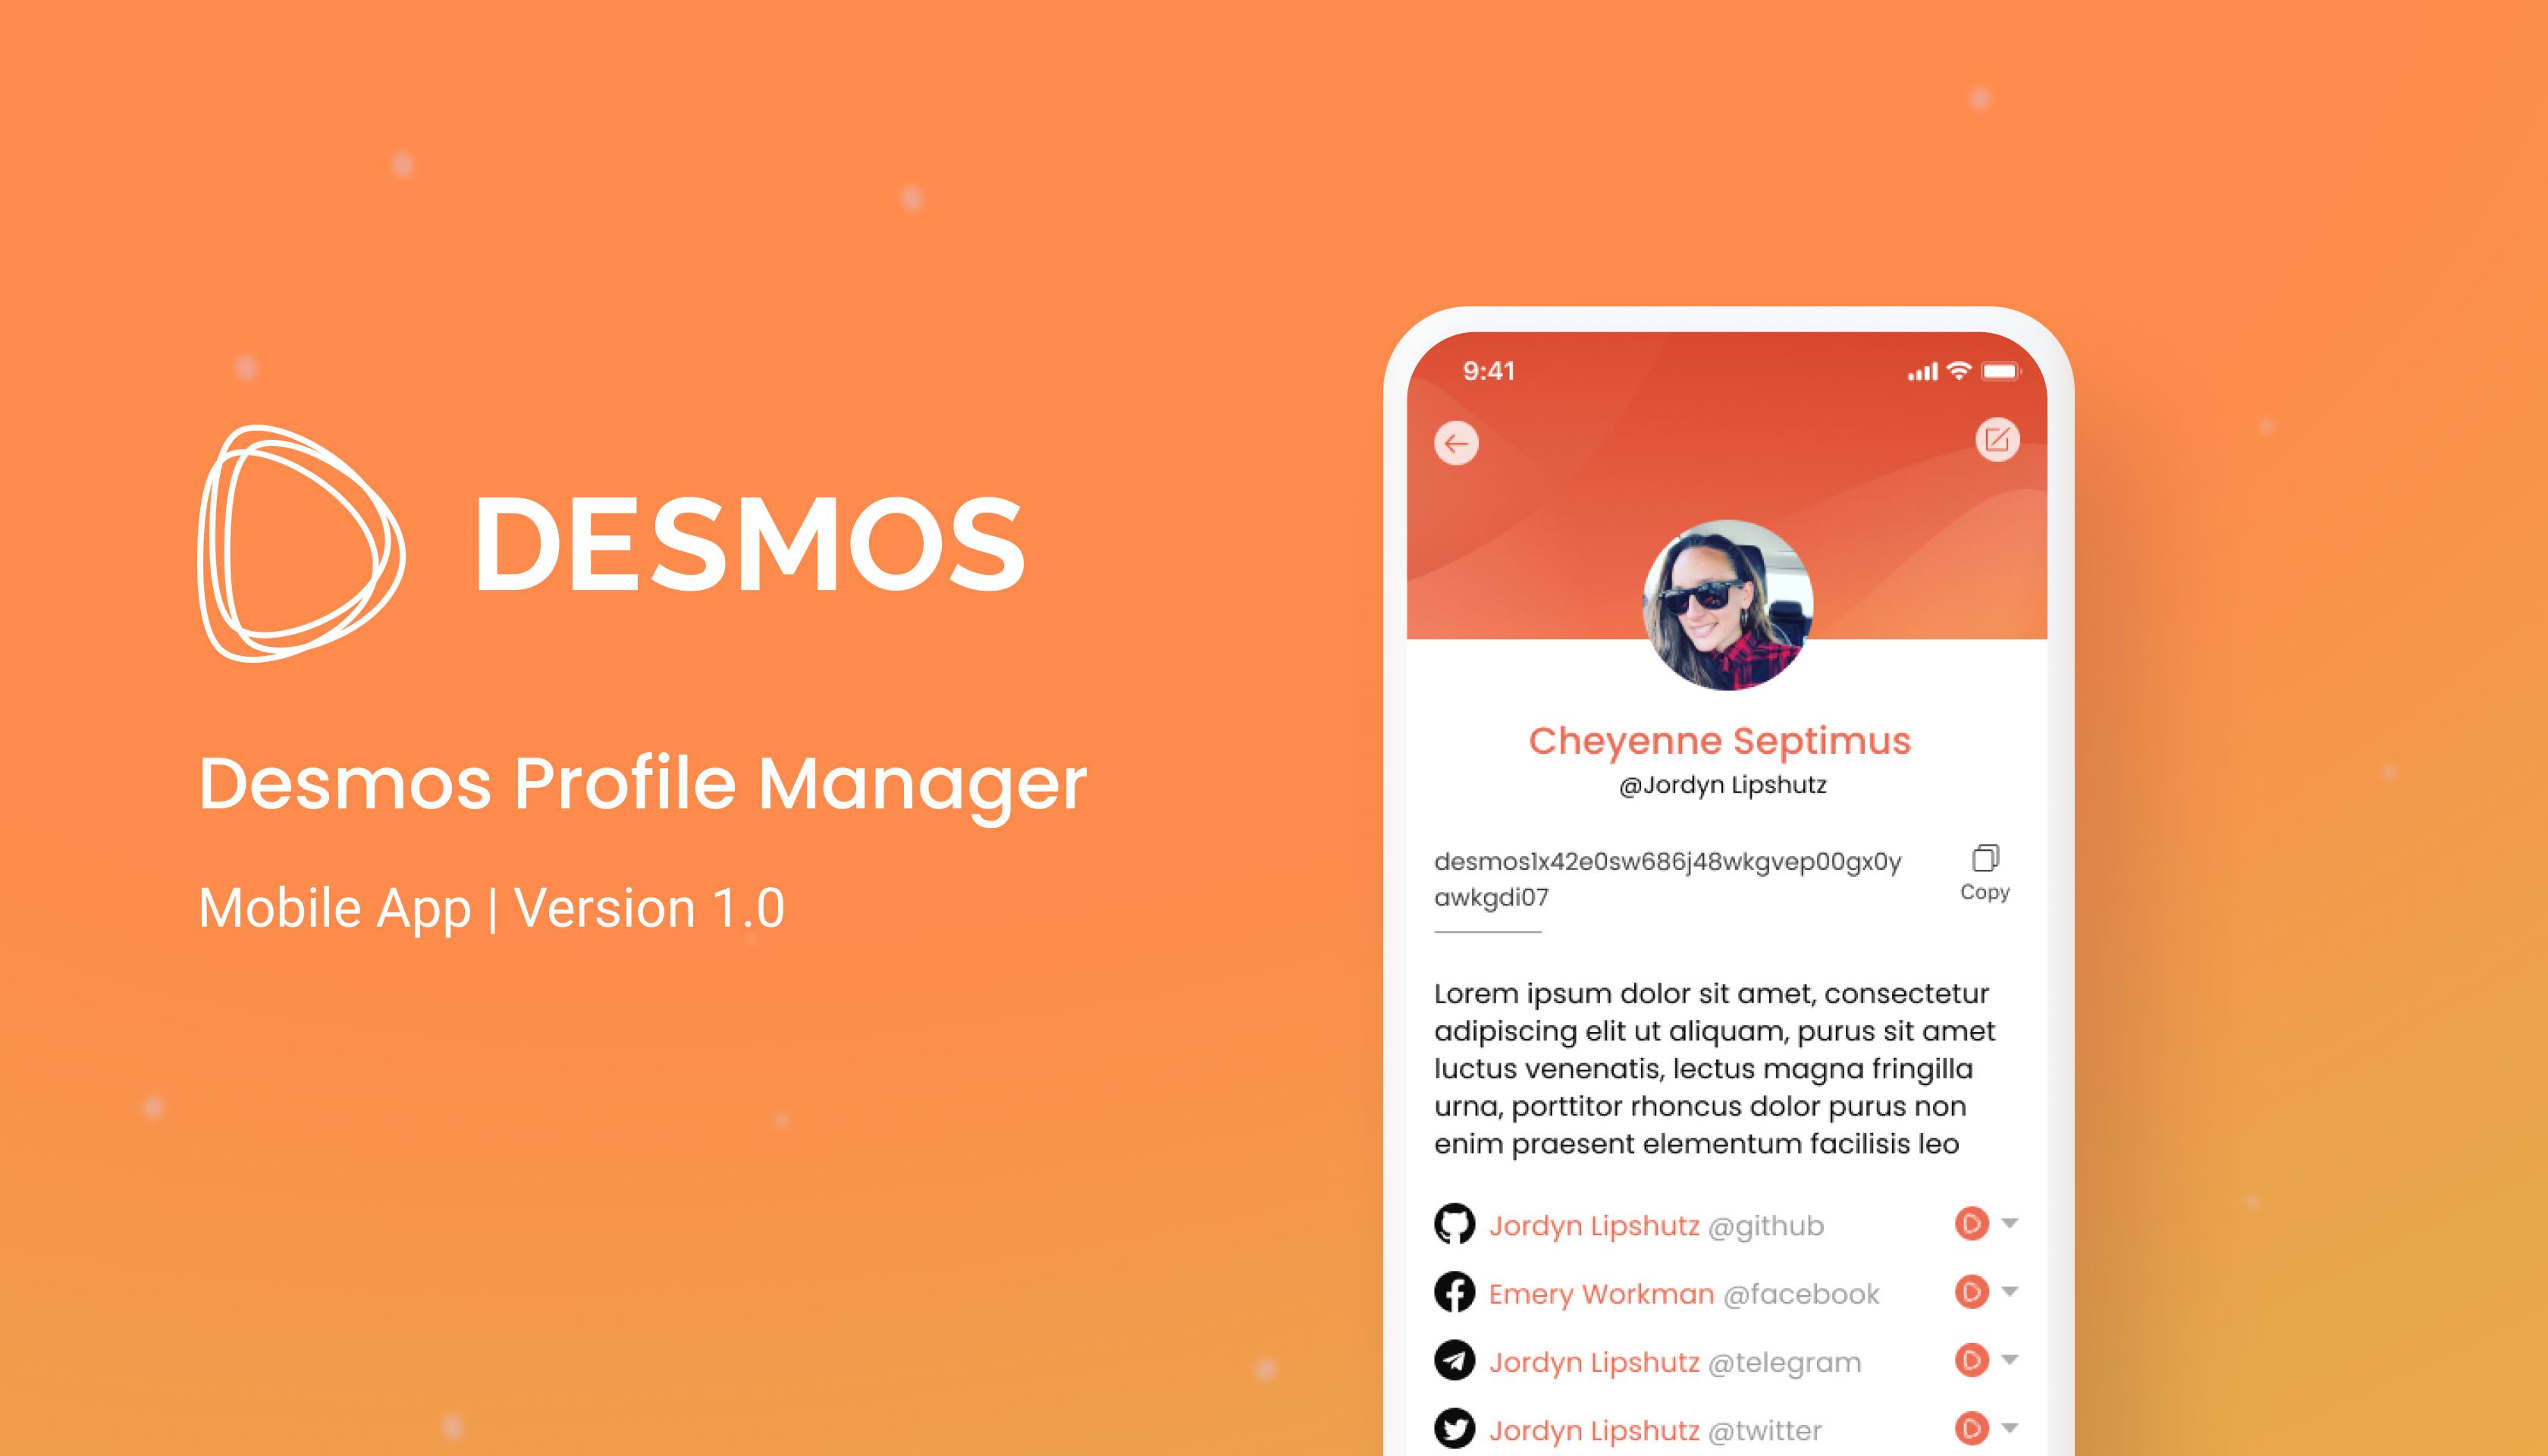 DESMOS
Desmos Profile Manager
Mobile App | Version 1.0
9:41
Cheyenne Septimus
@Jordyn Lipshutz
desmos1x42e0sw686j48wkgvep00gx0y
awkgdi07
Copy
Lorem ipsum dolor sit amet, consectetur
adipiscing elit ut aliquam, purus sit amet
luctus venenatis, lectus magna fringilla
urna, porttitor rhoncus dolor purus non
enim praesent elementum facilisis leo
Jordyn Lipshutz @github
Emery Workman @facebook
Jordyn Lipshutz @telegram
Jordyn Lipshutz @twitter